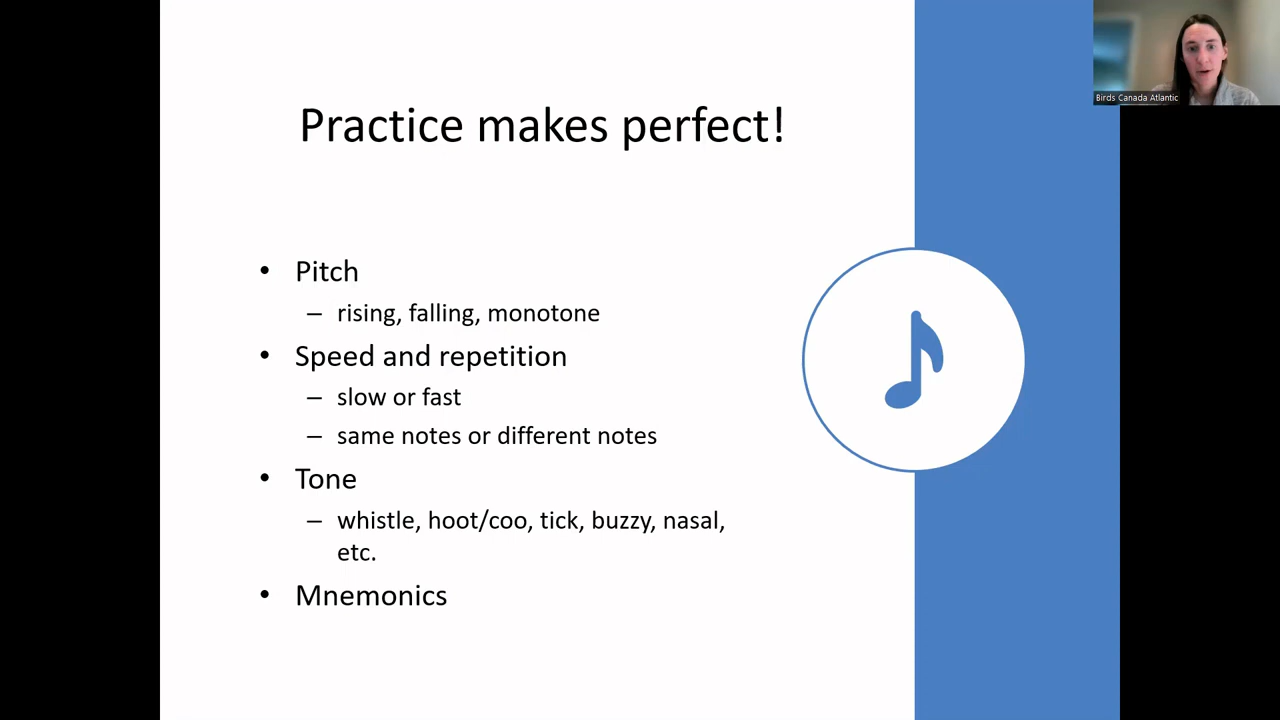 Practice makes perfect!
Birds Canada Atlantic
• Pitch
– rising, falling, monotone
• Speed and repetition
– slow or fast
– same notes or different notes
• Tone
– whistle, hoot/coo, tick, buzzy, nasal,
etc.
• Mnemonics